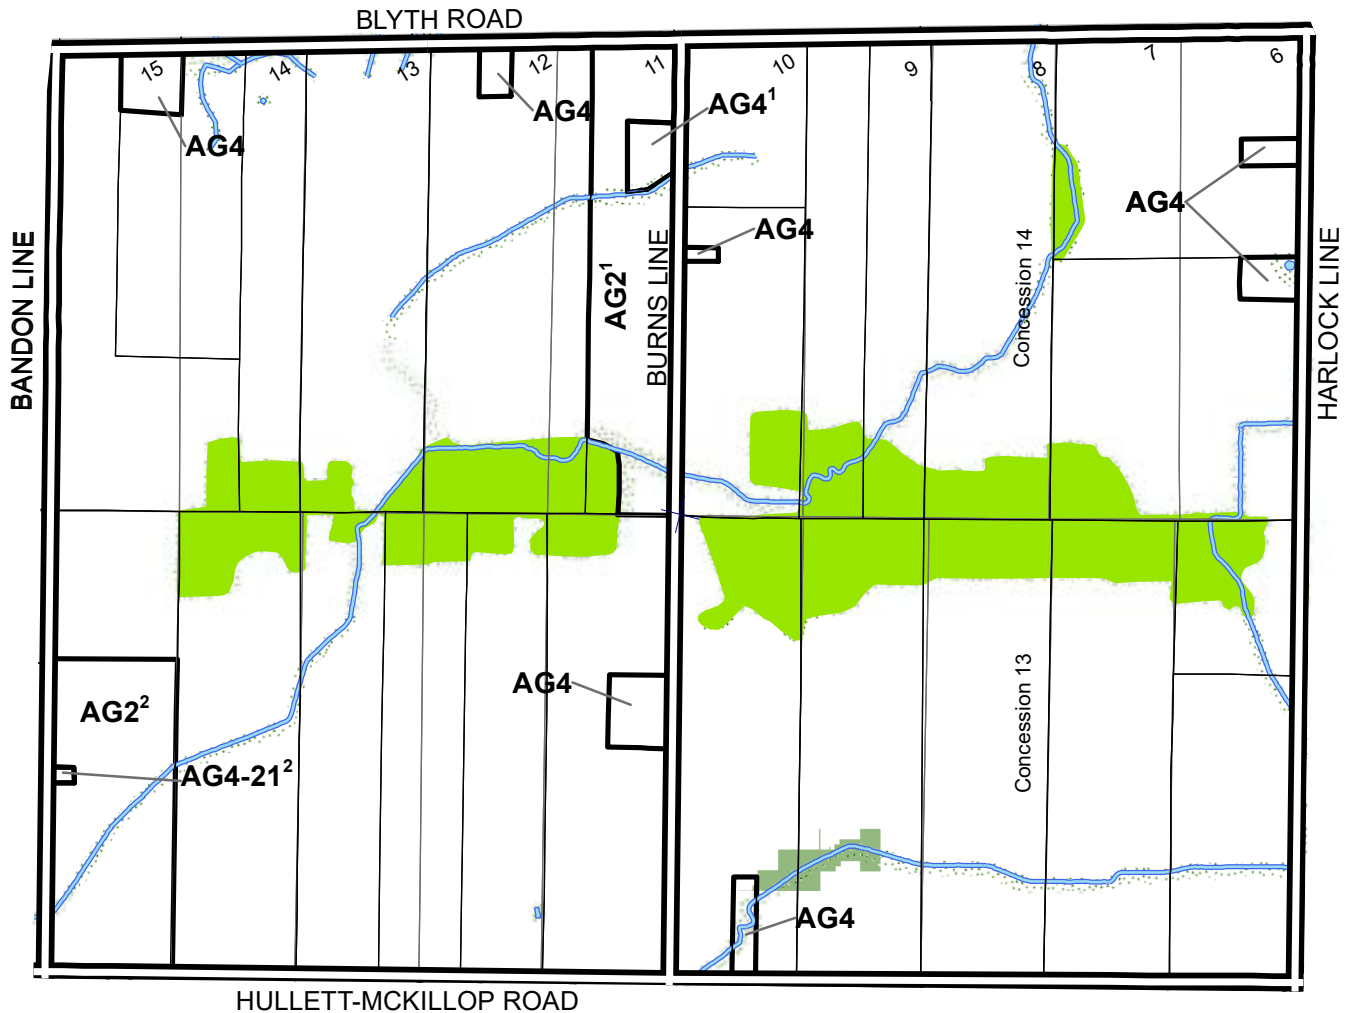 BLYTH ROAD
15
14
13
12
11
10
9
8
7
6
AG4
AG4
AG4¹
AG4
AG4
BANDON LINE
AG2¹
BURNS LINE
Concession 14
HARLOCK LINE
AG4
AG2²
AG4-21²
Concession 13
AG4
HULLETT-MCKILLOP ROAD